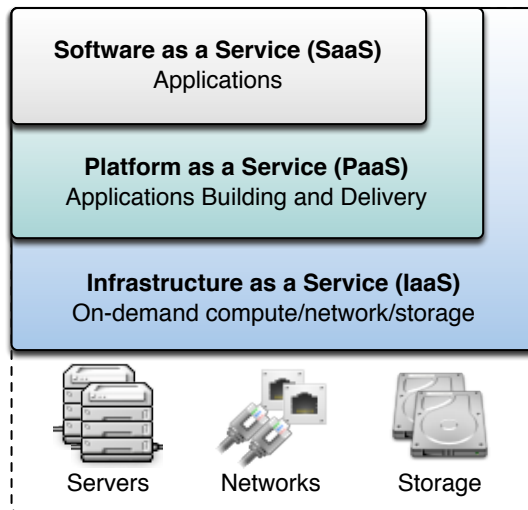 Software as a Service (SaaS)
Applications
Platform as a Service (PaaS)
Applications Building and Delivery
Infrastructure as a Service (IaaS)
On-demand compute/network/storage
Servers
Networks
Storage